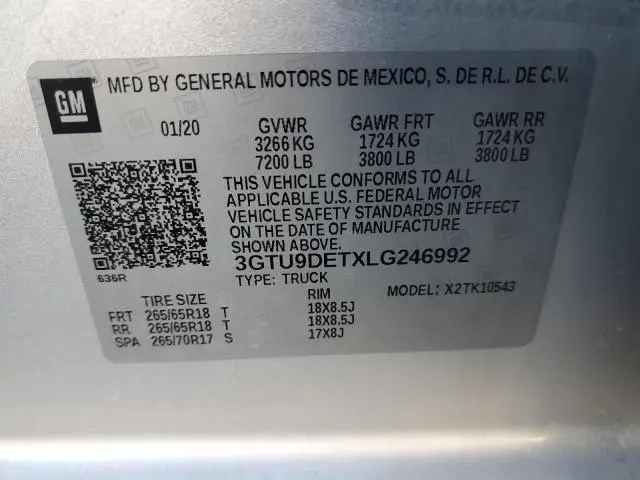 GM® MFD BY GENERAL MOTORS DE MEXICO, S. DE R.L. DE C.V.
01/20 GVWR GAWR FRT GAWR RR
3266 KG 1724 KG 1724 KG
7200 LB 3800 LB 3800 LB
THIS VEHICLE CONFORMS TO ALL
APPLICABLE U.S. FEDERAL MOTOR
VEHICLE SAFETY STANDARDS IN EFFECT
ON THE DATE OF MANUFACTURE
SHOWN ABOVE.
3GTU9DETXLG246992
636R TYPE: TRUCK MODEL: X2TK10543
TIRE SIZE RIM
FRT 265/65R18 T 18X8.5J
RR 265/65R18 T 18X8.5J
SPA 265/70R17 S 17X8J